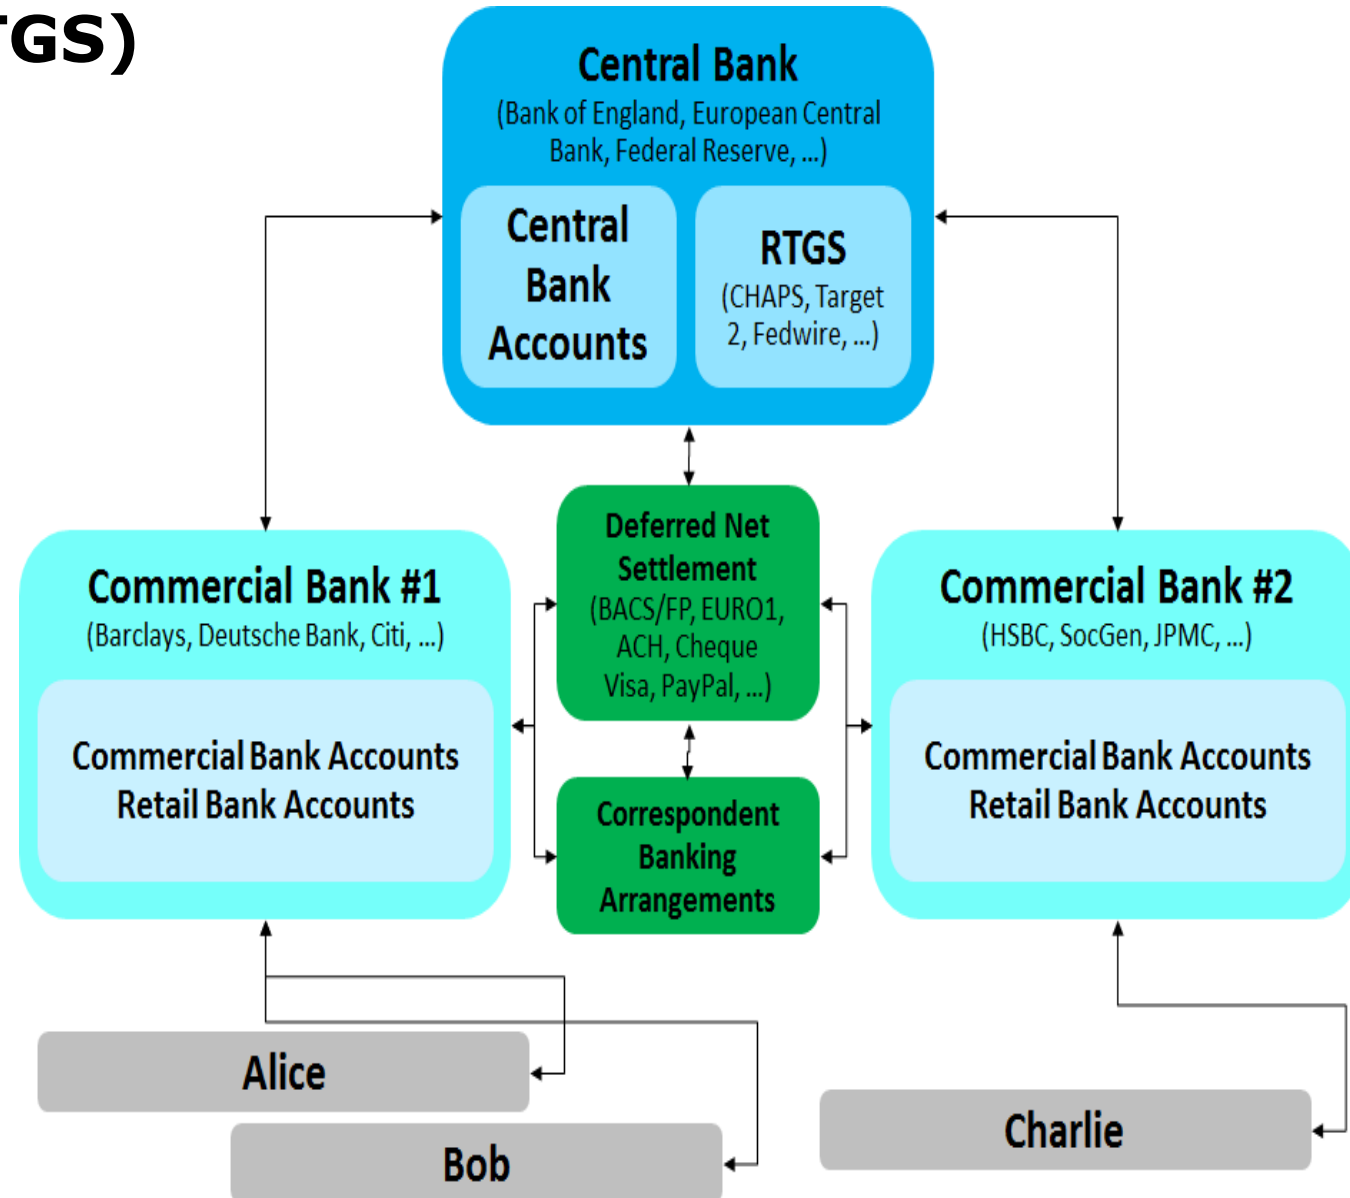 TGS)
Central Bank
(Bank of England, European Central
Bank, Federal Reserve, ...)
Central
Bank
Accounts
RTGS
(CHAPS, Target
2, Fedwire, ...)
Deferred Net
Settlement
(BACS/FP, EURO1,
ACH, Cheque
Visa, PayPal, ...)
Commercial Bank #1
(Barclays, Deutsche Bank, Citi, ...)
Commercial Bank Accounts
Retail Bank Accounts
Commercial Bank #2
(HSBC, SocGen, JPMC, ...)
Commercial Bank Accounts
Retail Bank Accounts
Correspondent
Banking
Arrangements
Alice
Bob
Charlie